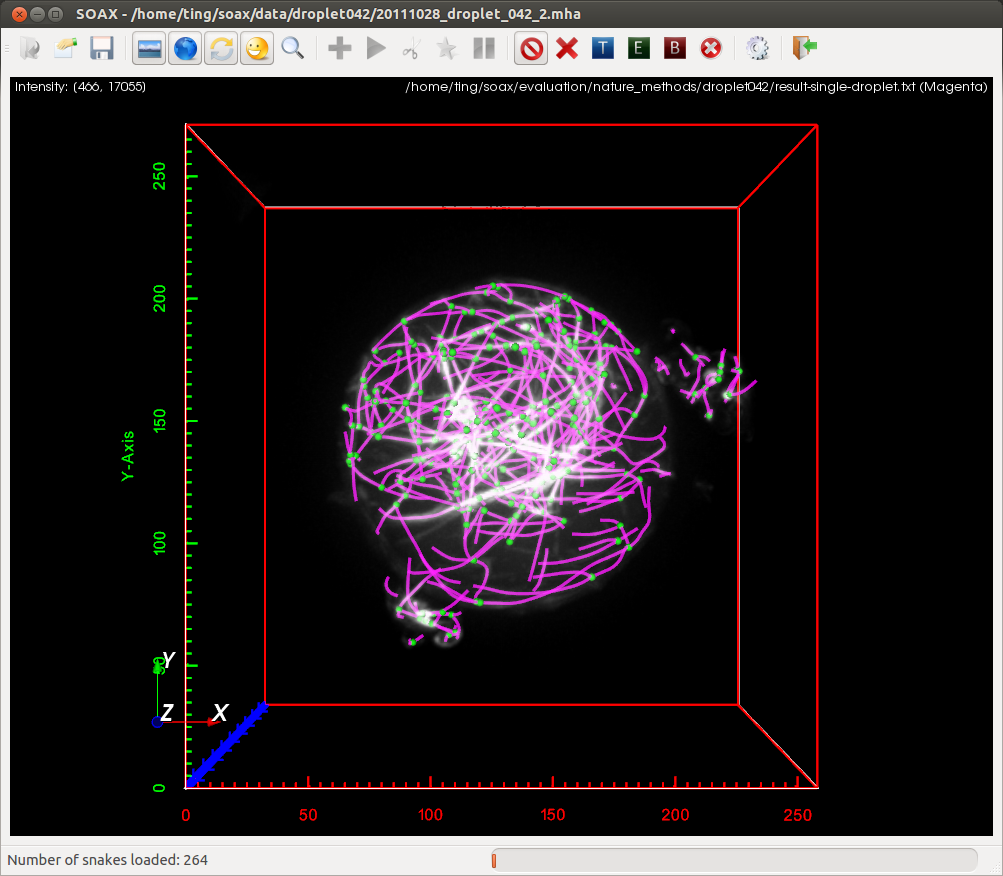 SOAX - /home/ting/soax/data/droplet042/20111028_droplet_042_2.mha
T E B
Intensity: [466, 17055]
/home/ting/soax/evaluation/nature_methods/droplet042/result-single-droplet.txt (Magenta)
250
200
150
Y-Axis
100
50
Y
Z X
0
0 50 100 150 200 250
Number of snakes loaded: 264